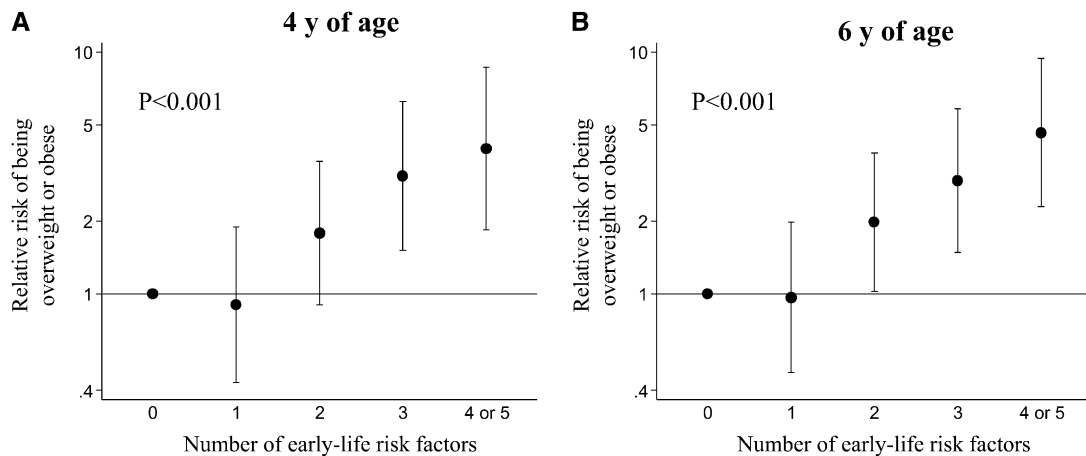 A
4 y of age
P<0.001
Relative risk of being
overweight or obese
10
5
2
1
.4
0 1 2 3 4 or 5
Number of early-life risk factors
B
6 y of age
P<0.001
Relative risk of being
overweight or obese
10
5
2
1
.4
0 1 2 3 4 or 5
Number of early-life risk factors